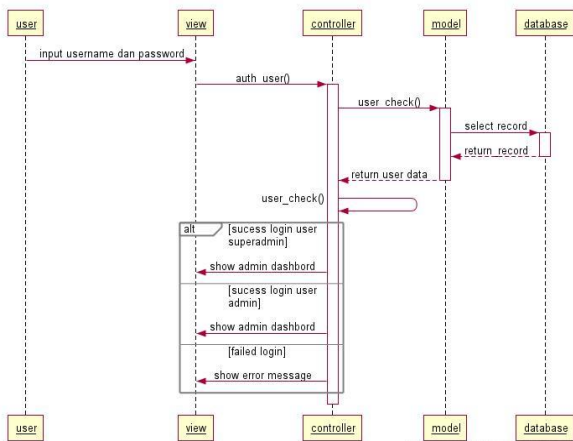 user view controller model database
input username dan password
auth_user()
user_check()
select record
return_record
return user data
user_check()
alt [sucess login user
superadmin]
show admin dashbord
[sucess login user
admin]
show admin dashbord
[failed login]
show error message
user view controller model database